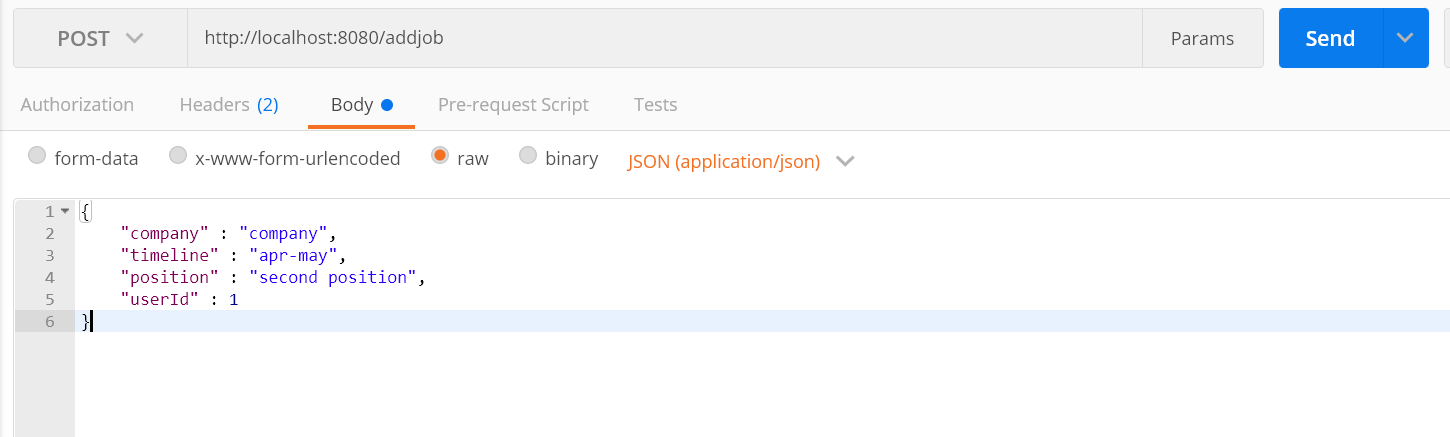 POST http://localhost:8080/addjob Params Send
Authorization Headers (2) Body Pre-request Script Tests
form-data x-www-form-urlencoded raw binary JSON (application/json)
1 {
2 "company" : "company",
3 "timeline" : "apr-may",
4 "position" : "second position",
5 "userId" : 1
6 }